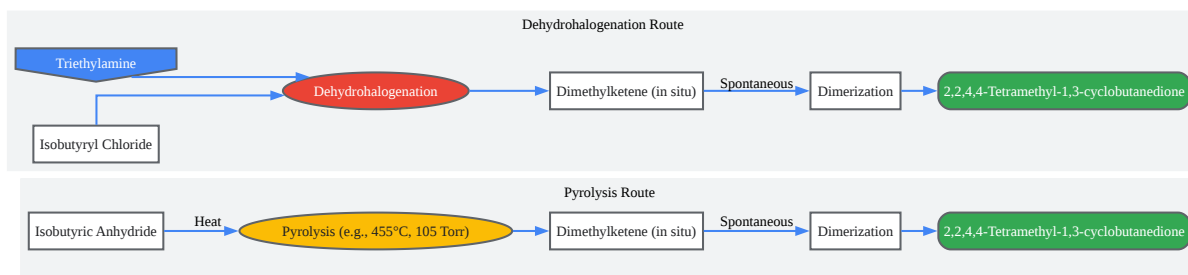 Dehydrohalogenation Route
Triethylamine
Isobutyryl Chloride
Dehydrohalogenation
Dimethylketene (in situ)
Spontaneous
Dimerization
2,2,4,4-Tetramethyl-1,3-cyclobutanedione
Pyrolysis Route
Isobutyric Anhydride
Heat
Pyrolysis (e.g., 455°C, 105 Torr)
Dimethylketene (in situ)
Spontaneous
Dimerization
2,2,4,4-Tetramethyl-1,3-cyclobutanedione